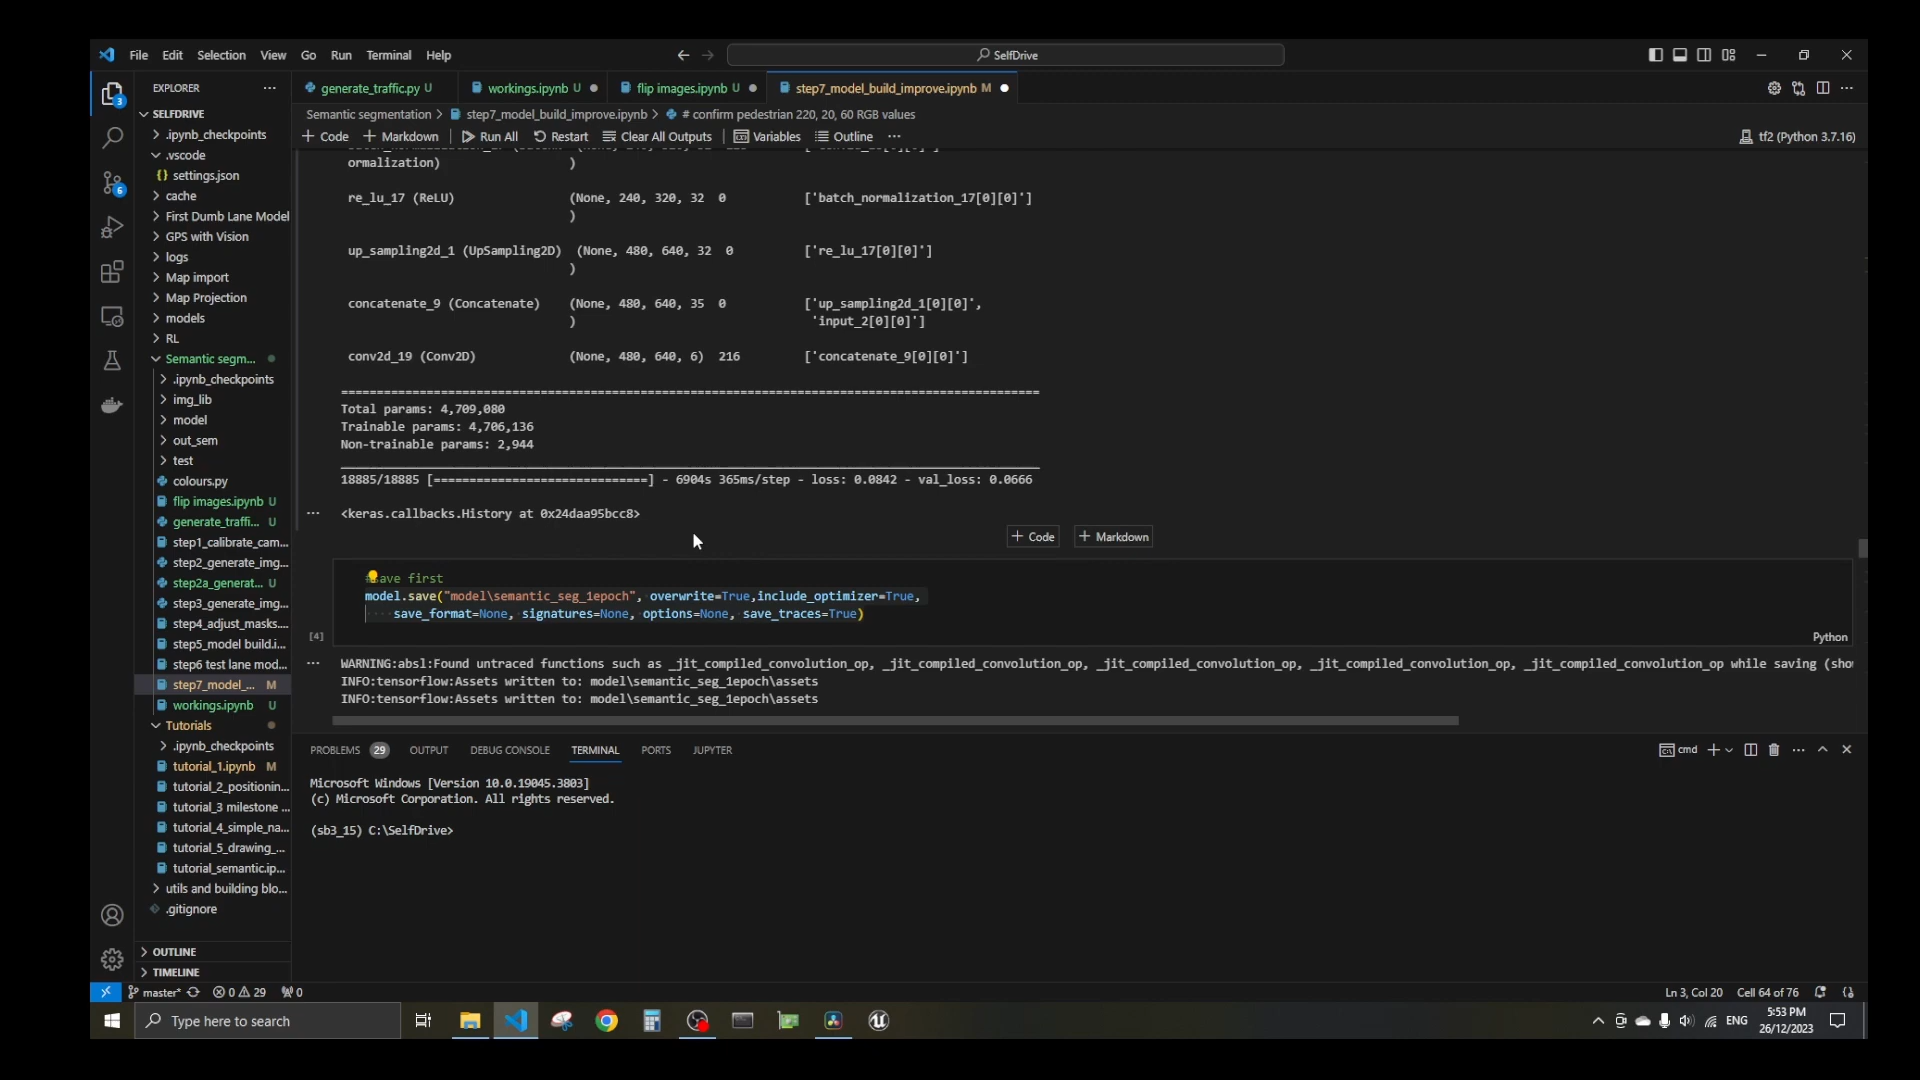 File Edit Selection View Go Run Terminal Help
SelfDrive
EXPLORER
generate_traffic.py U
workings.ipynb U
flip images.ipynb U
step7_model_build_improve.ipynb M
SELFDRIVE
Semantic segmentation > step7_model_build_improve.ipynb > # confirm pedestrian 220, 20, 60 RGB values
+ Code + Markdown Run All Restart Clear All Outputs Variables Outline ...
tf2 (Python 3.7.16)
3
6
.ipynb_checkpoints
.vscode
settings.json
cache
First Dumb Lane Model
GPS with Vision
logs
Map import
Map Projection
models
RL
Semantic segm...
.ipynb_checkpoints
img_lib
model
out_sem
test
colours.py
flip images.ipynb U
generate_traffi... U
step1_calibrate_cam...
step2_generate_img...
step2a_generat... U
step3_generate_img...
step4_adjust_masks....
step5_model build.i...
step6 test lane mod...
step7_model_... M
workings.ipynb U
Tutorials
.ipynb_checkpoints
tutorial_1.ipynb M
tutorial_2_positionin...
tutorial_3 milestone ...
tutorial_4_simple_na...
tutorial_5_drawing_...
tutorial_semantic.ip...
utils and building blo...
.gitignore
OUTLINE
TIMELINE
ormalization) )
re_lu_17 (ReLU) (None, 240, 320, 32 0 ['batch_normalization_17[0][0]']
)
up_sampling2d_1 (UpSampling2D) (None, 480, 640, 32 0 ['re_lu_17[0][0]']
)
concatenate_9 (Concatenate) (None, 480, 640, 35 0 ['up_sampling2d_1[0][0]',
) 'input_2[0][0]']
conv2d_19 (Conv2D) (None, 480, 640, 6) 216 ['concatenate_9[0][0]']
==================================================================================================
Total params: 4,709,080
Trainable params: 4,706,136
Non-trainable params: 2,944
__________________________________________________________________________________________________
18885/18885 [==============================] - 6904s 365ms/step - loss: 0.0842 - val_loss: 0.0666
... <keras.callbacks.History at 0x24daa95bcc8>
+ Code + Markdown
ave first
model.save("model\semantic_seg_1epoch", overwrite=True,include_optimizer=True,
save_format=None, signatures=None, options=None, save_traces=True)
[4]
Python
... WARNING:absl:Found untraced functions such as _jit_compiled_convolution_op, _jit_compiled_convolution_op, _jit_compiled_convolution_op, _jit_compiled_convolution_op, _jit_compiled_convolution_op while saving (sho
INFO:tensorflow:Assets written to: model\semantic_seg_1epoch\assets
INFO:tensorflow:Assets written to: model\semantic_seg_1epoch\assets
PROBLEMS 29 OUTPUT DEBUG CONSOLE TERMINAL PORTS JUPYTER
cmd
Microsoft Windows [Version 10.0.19045.3803]
(c) Microsoft Corporation. All rights reserved.
(sb3_15) C:\SelfDrive>
master* 0 29 0
Ln 3, Col 20 Cell 64 of 76
Type here to search
ENG
5:53 PM
26/12/2023